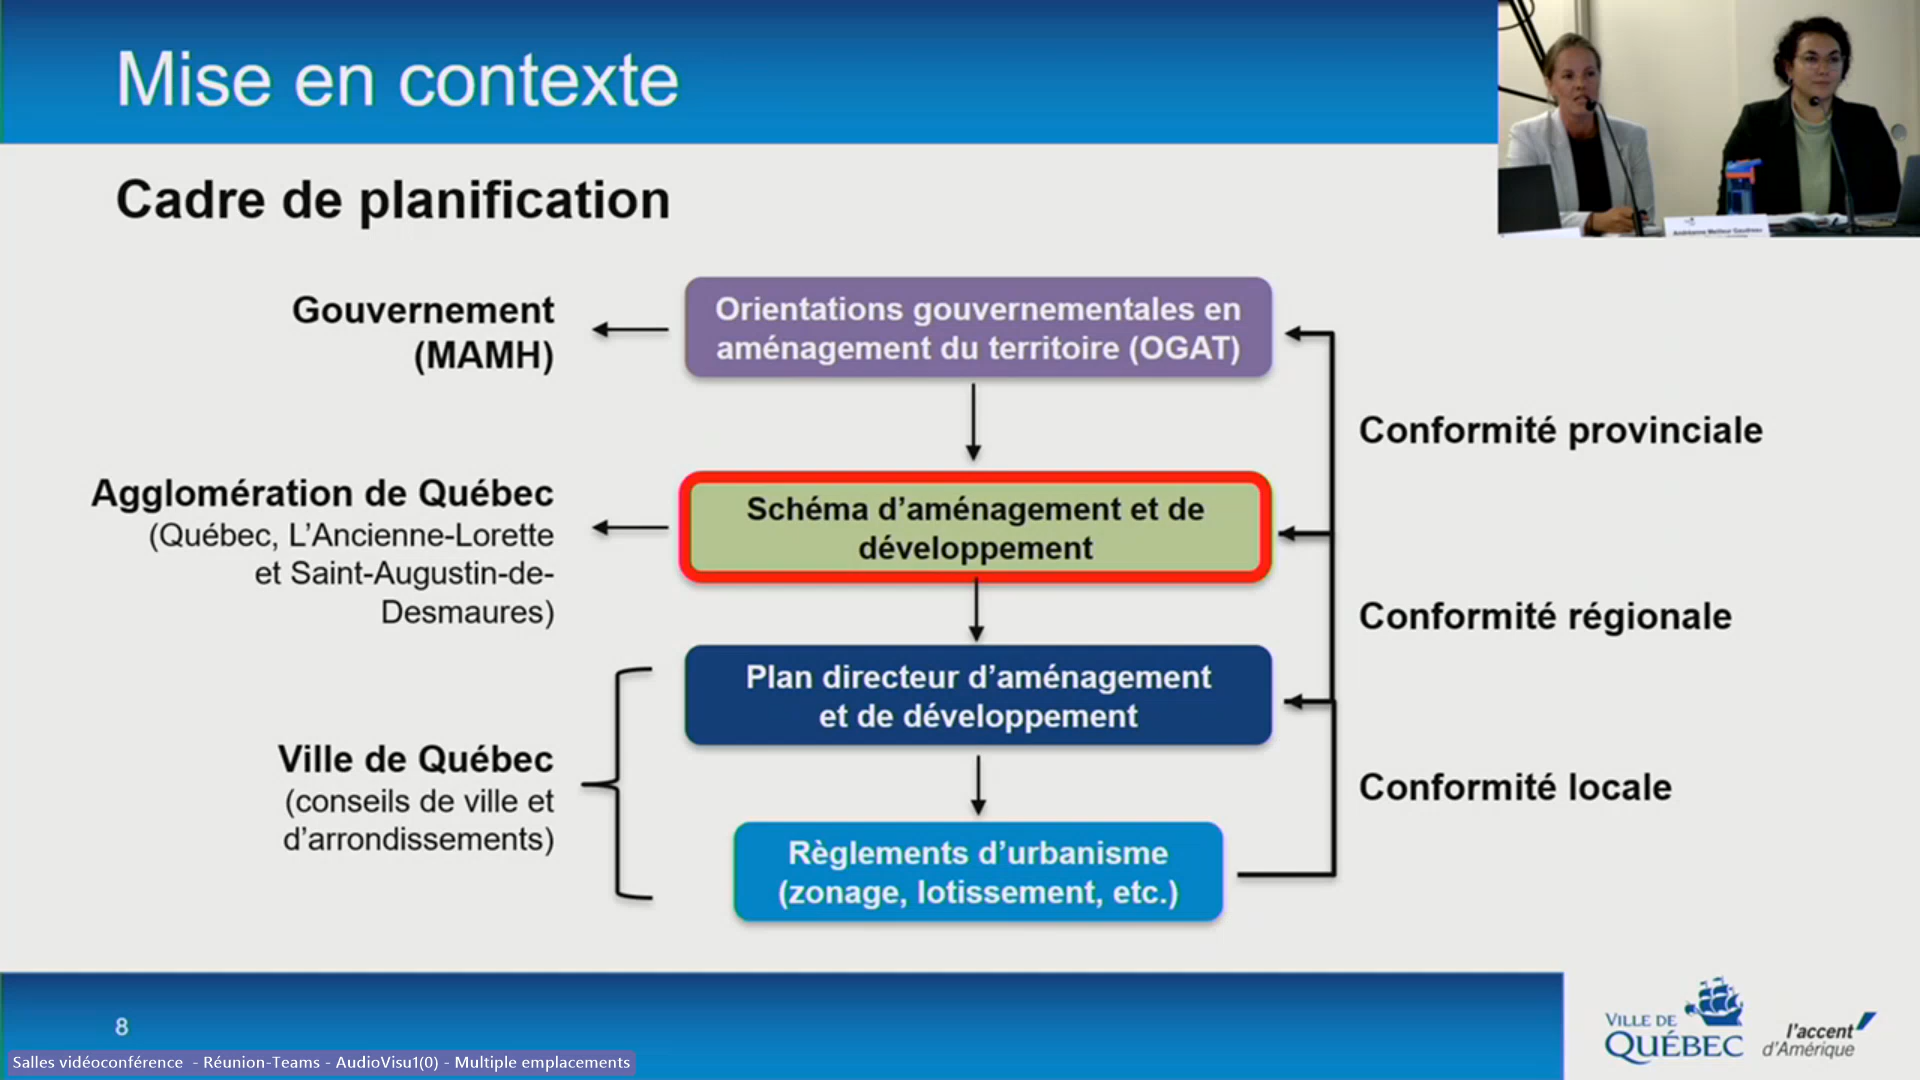 Mise en contexte
Cadre de planification
Gouvernement
(MAMH)
Orientations gouvernementales en
aménagement du territoire (OGAT)
Conformité provinciale
Agglomération de Québec
(Québec, L’Ancienne-Lorette
et Saint-Augustin-de-
Desmaures)
Schéma d’aménagement et de
développement
Conformité régionale
Plan directeur d’aménagement
et de développement
Ville de Québec
(conseils de ville et
d’arrondissements)
Conformité locale
Règlements d’urbanisme
(zonage, lotissement, etc.)
8
VILLE DE
QUÉBEC
l'accent
d'Amérique
Salles vidéoconférence - Réunion-Teams - AudioVisu1(0) - Multiple emplacements